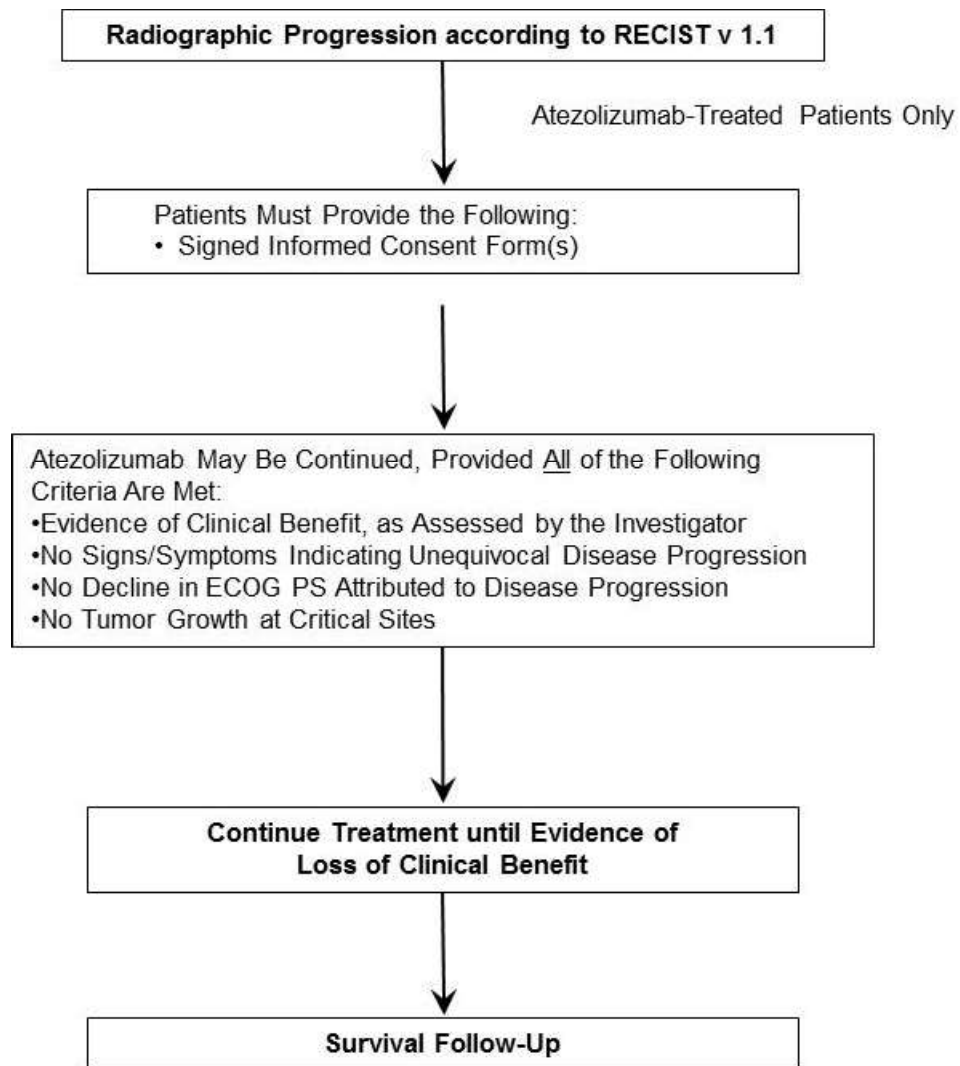 Radiographic Progression according to RECIST v 1.1
Atezolizumab-Treated Patients Only
Patients Must Provide the Following:
• Signed Informed Consent Form(s)
Atezolizumab May Be Continued, Provided All of the Following
Criteria Are Met:
•Evidence of Clinical Benefit, as Assessed by the Investigator
•No Signs/Symptoms Indicating Unequivocal Disease Progression
•No Decline in ECOG PS Attributed to Disease Progression
•No Tumor Growth at Critical Sites
Continue Treatment until Evidence of
Loss of Clinical Benefit
Survival Follow-Up